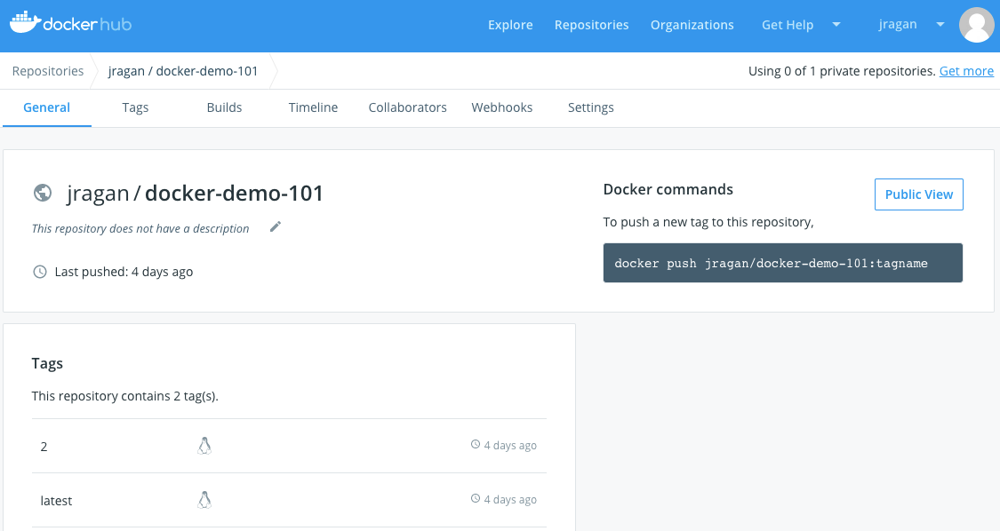 dockerhub
Explore Repositories Organizations Get Help jragan
Repositories jragan / docker-demo-101 Using 0 of 1 private repositories. Get more
General Tags Builds Timeline Collaborators Webhooks Settings
jragan / docker-demo-101
This repository does not have a description
Last pushed: 4 days ago
Docker commands
Public View
To push a new tag to this repository,
docker push jragan/docker-demo-101:tagname
Tags
This repository contains 2 tag(s).
2 4 days ago
latest 4 days ago